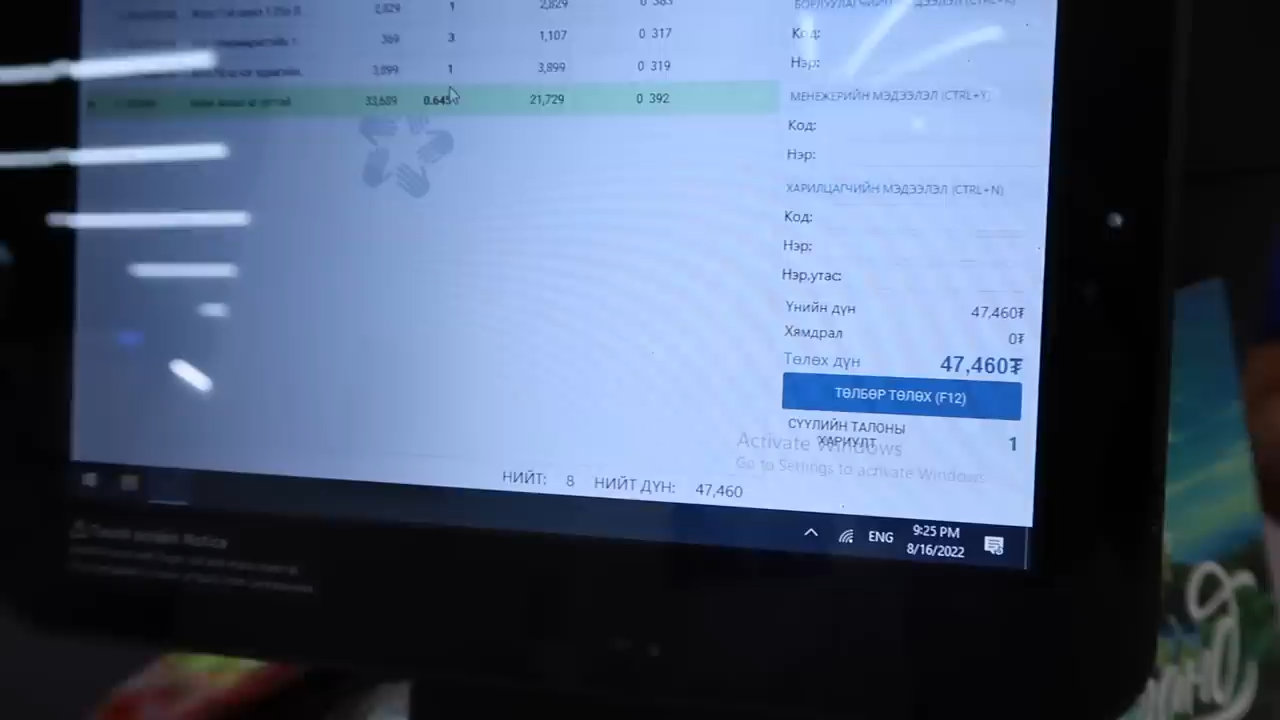 2,829 1 2,829 0 383
БОРЛУУЛАГЧИЙН
369 3 1,107 0 317
Код:
3,899 1 3,899 0 319
Нэр:
33,689 0.645 21,729 0 392
МЕНЕЖЕРИЙН МЭДЭЭЛЭЛ (CTRL+Y)
Код:
Нэр:
ХАРИЛЦАГЧИЙН МЭДЭЭЛЭЛ (CTRL+N)
Код:
Нэр:
Нэр,утас:
Үнийн дүн 47,460₮
Хямдрал 0₮
Төлөх дүн 47,460₮
ТӨЛБӨР ТӨЛӨХ (F12)
СҮҮЛИЙН ТАЛОНЫ
ХАРИУЛТ 1
Activate Windows
Go to Settings to activate Windows.
НИЙТ: 8 НИЙТ ДҮН: 47,460
ENG
9:25 PM
8/16/2022